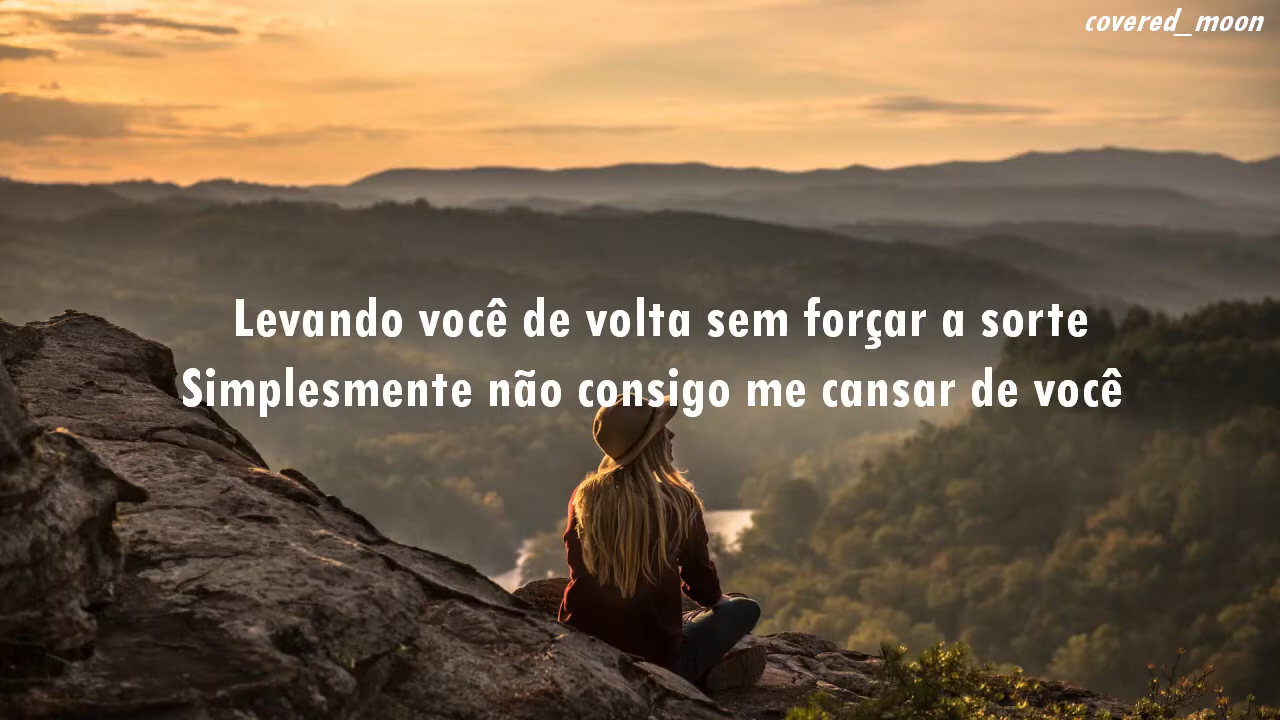 covered_moon
Levando você de volta sem forçar a sorte
Simplesmente não consigo me cansar de você